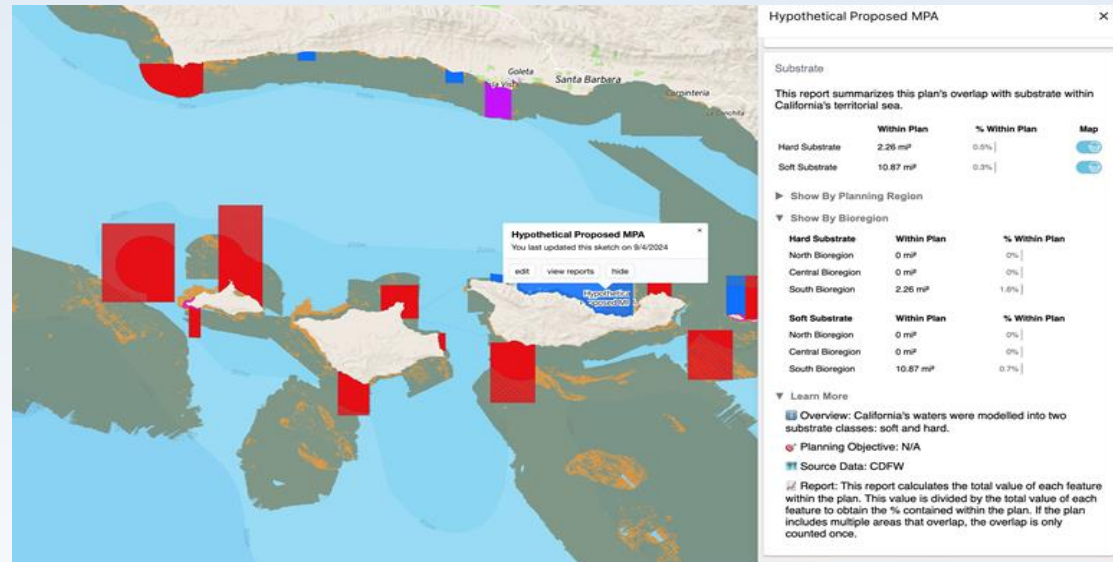 Goleta
Santa Barbara
Carpinteria
La Conchita
Hypothetical Proposed MPA
You last updated this sketch on 9/4/2024
edit view reports hide
Hypothetical Proposed MPA
Substrate
This report summarizes this plan's overlap with substrate within
California's territorial sea.
Within Plan % Within Plan Map
Hard Substrate 2.26 mi² 0.5%
Soft Substrate 10.87 mi² 0.3%
▶ Show By Planning Region
▼ Show By Bioregion
Hard Substrate Within Plan % Within Plan
North Bioregion 0 mi² 0%
Central Bioregion 0 mi² 0%
South Bioregion 2.26 mi² 1.6%
Soft Substrate Within Plan % Within Plan
North Bioregion 0 mi² 0%
Central Bioregion 0 mi² 0%
South Bioregion 10.87 mi² 0.7%
▼ Learn More
Overview: California's waters were modelled into two
substrate classes: soft and hard.
Planning Objective: N/A
Source Data: CDFW
Report: This report calculates the total value of each feature
within the plan. This value is divided by the total value of each
feature to obtain the % contained within the plan. If the plan
includes multiple areas that overlap, the overlap is only
counted once.